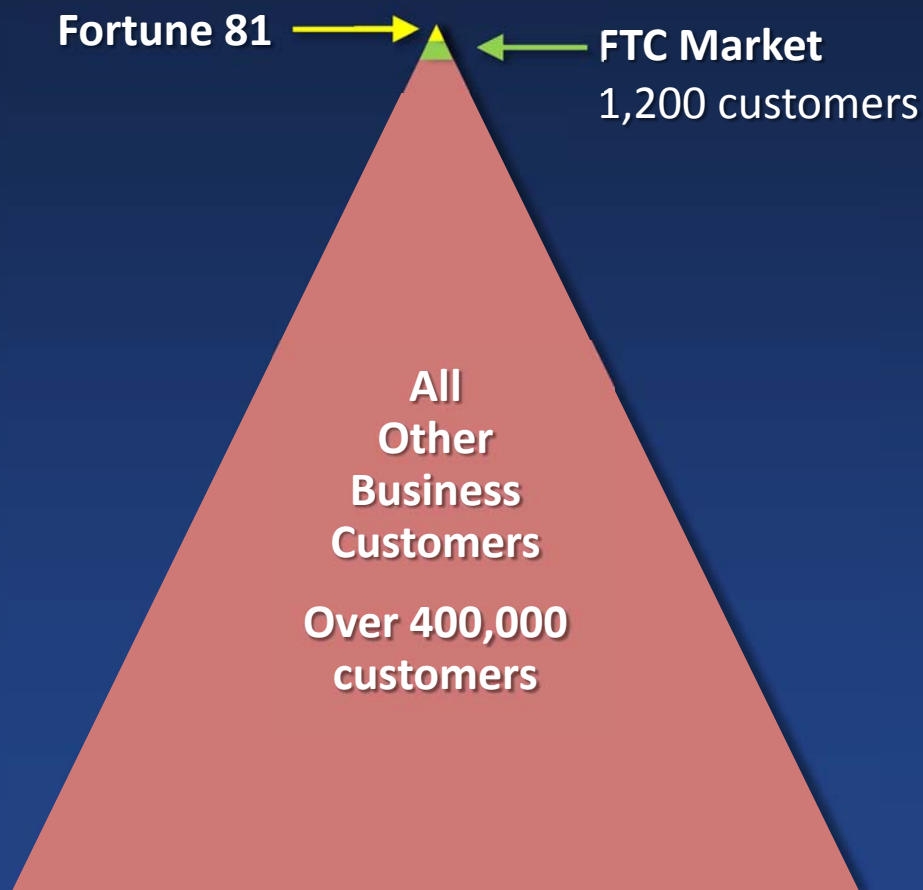 Fortune 81
FTC Market
1,200 customers
All
Other
Business
Customers
Over 400,000
customers